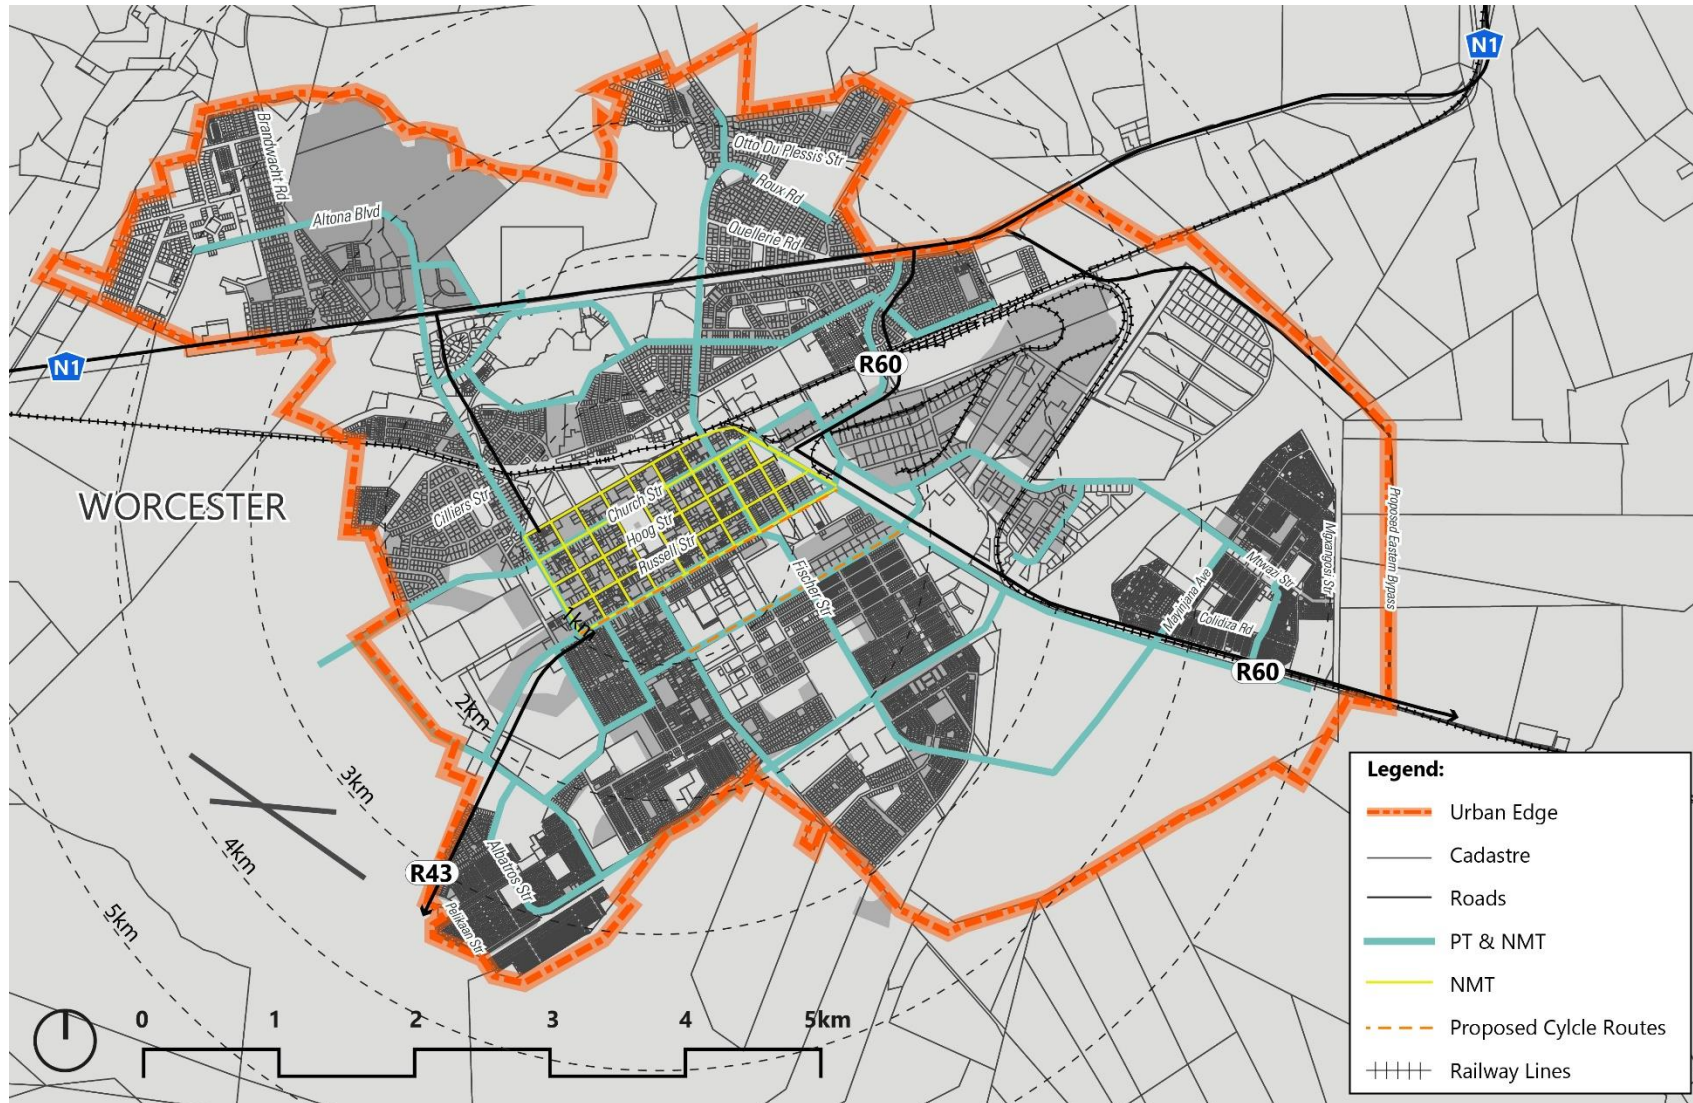 N1
Brandwacht Rd
Otto Du Plessis Str
Altona Blvd
Roux Rd
Quellerie Rd
N1
R60
WORCESTER
Cilliers Str
Church Str
Hoog Str
Russell Str
Fischer Str
Mtwazi Str
Mayinjana Ave
Colidiza Rd
Mgxangosi Str
Proposed Eastern Bypass
R60
1km
2km
3km
4km
5km
R43
Albatros Str
Pelikaan Str
0 1 2 3 4 5km
Legend:
Urban Edge
Cadastre
Roads
PT & NMT
NMT
Proposed Cylcle Routes
Railway Lines